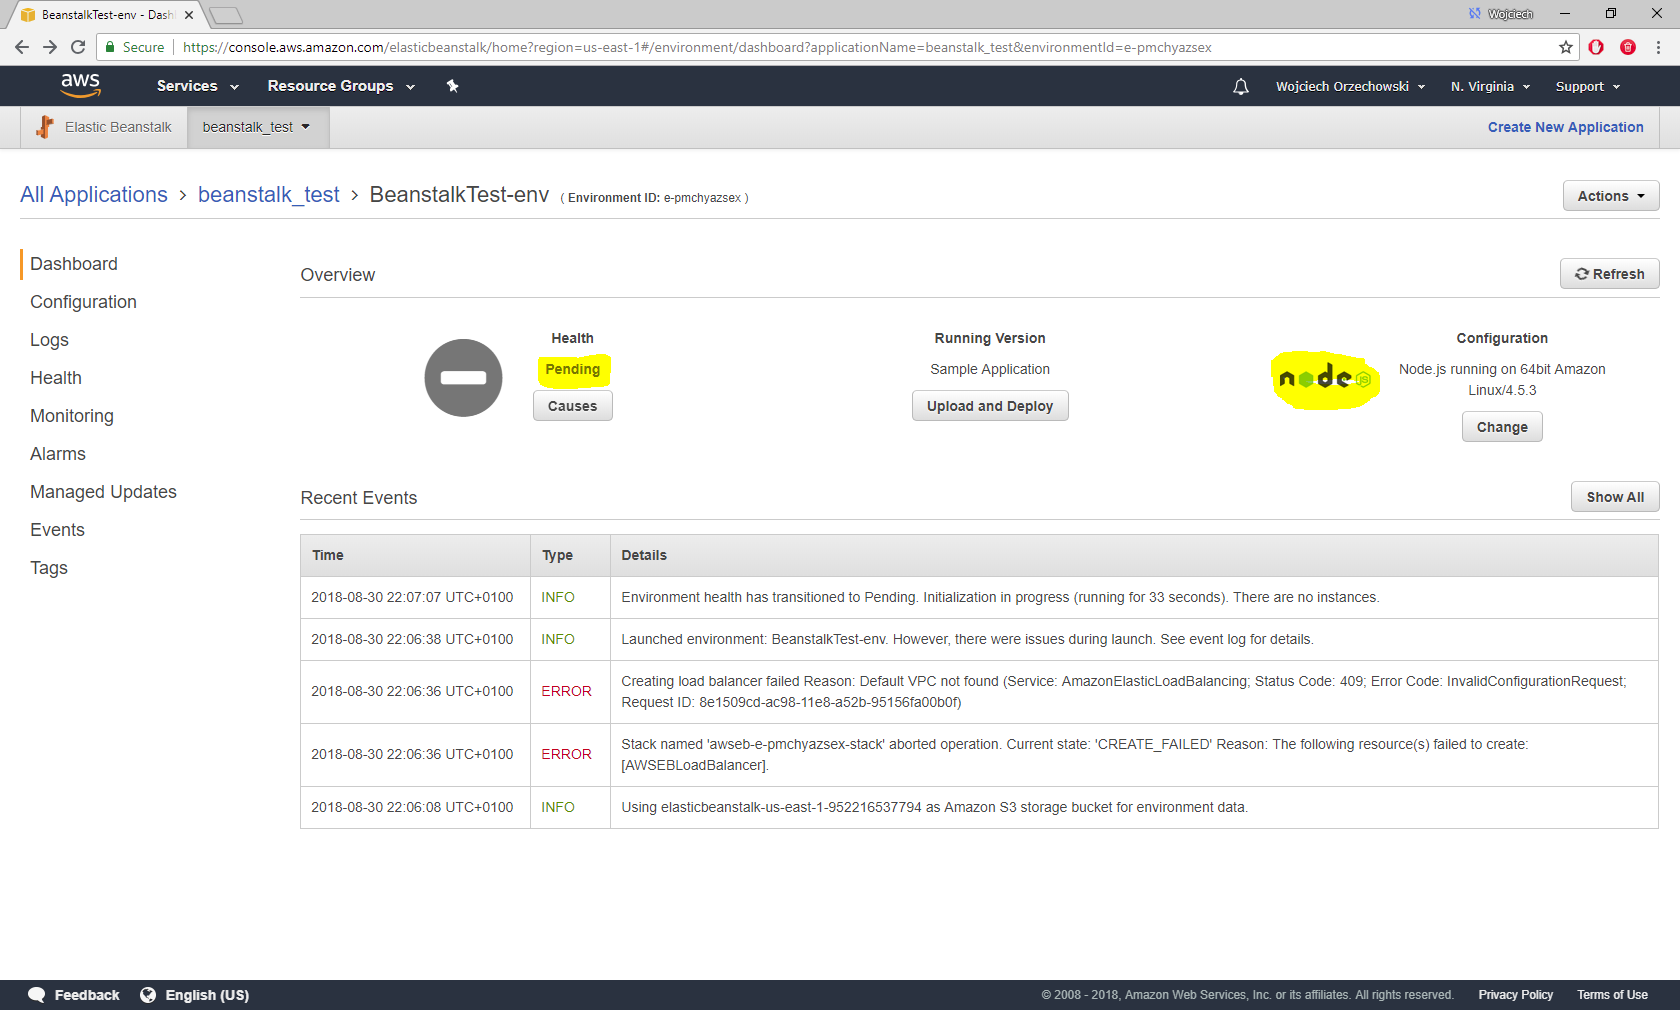 BeanstalkTest-env - Dash
Wojciech
Secure
https://console.aws.amazon.com/elasticbeanstalk/home?region=us-east-1#/environment/dashboard?applicationName=beanstalk_test&environmentId=e-pmchyazsex
aws
Services
Resource Groups
Wojciech Orzechowski
N. Virginia
Support
Elastic Beanstalk
beanstalk_test
Create New Application
All Applications > beanstalk_test > BeanstalkTest-env ( Environment ID: e-pmchyazsex )
Actions
Dashboard
Configuration
Logs
Health
Monitoring
Alarms
Managed Updates
Events
Tags
Overview
Refresh
Health
Pending
Causes
Running Version
Sample Application
Upload and Deploy
node JS
Configuration
Node.js running on 64bit Amazon
Linux/4.5.3
Change
Recent Events
Show All
Time Type Details
2018-08-30 22:07:07 UTC+0100 INFO Environment health has transitioned to Pending. Initialization in progress (running for 33 seconds). There are no instances.
2018-08-30 22:06:38 UTC+0100 INFO Launched environment: BeanstalkTest-env. However, there were issues during launch. See event log for details.
2018-08-30 22:06:36 UTC+0100 ERROR Creating load balancer failed Reason: Default VPC not found (Service: AmazonElasticLoadBalancing; Status Code: 409; Error Code: InvalidConfigurationRequest;
Request ID: 8e1509cd-ac98-11e8-a52b-95156fa00b0f)
2018-08-30 22:06:36 UTC+0100 ERROR Stack named 'awseb-e-pmchyazsex-stack' aborted operation. Current state: 'CREATE_FAILED' Reason: The following resource(s) failed to create:
[AWSEBLoadBalancer].
2018-08-30 22:06:08 UTC+0100 INFO Using elasticbeanstalk-us-east-1-952216537794 as Amazon S3 storage bucket for environment data.
Feedback
English (US)
© 2008 - 2018, Amazon Web Services, Inc. or its affiliates. All rights reserved.
Privacy Policy
Terms of Use